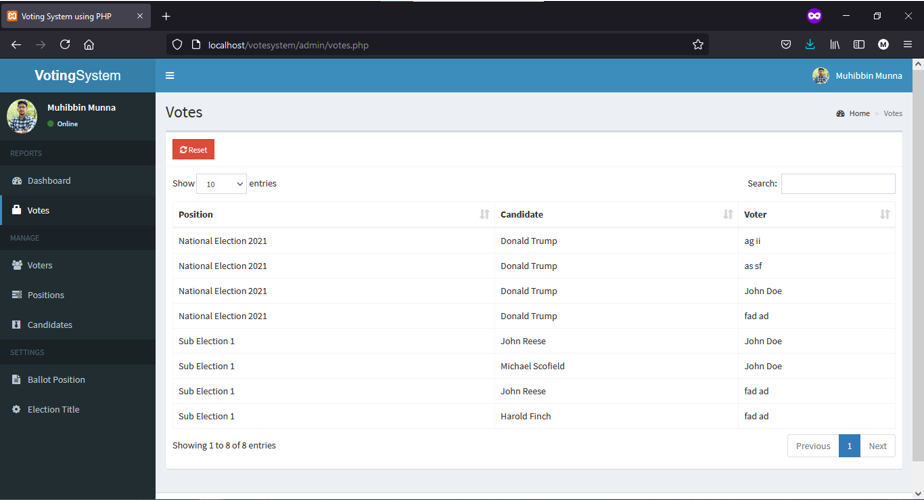 Voting System using PHP
localhost/votesystem/admin/votes.php
M
VotingSystem
Muhibbin Munna
Muhibbin Munna
Online
Votes
Home > Votes
REPORTS
Reset
Dashboard
Show 10 entries
Search:
Votes
Position Candidate Voter
MANAGE
National Election 2021 Donald Trump ag ii
Voters
National Election 2021 Donald Trump as sf
Positions
National Election 2021 Donald Trump John Doe
Candidates
National Election 2021 Donald Trump fad ad
Sub Election 1 John Reese John Doe
SETTINGS
Sub Election 1 Michael Scofield John Doe
Ballot Position
Sub Election 1 John Reese fad ad
Election Title
Sub Election 1 Harold Finch fad ad
Showing 1 to 8 of 8 entries
Previous 1 Next